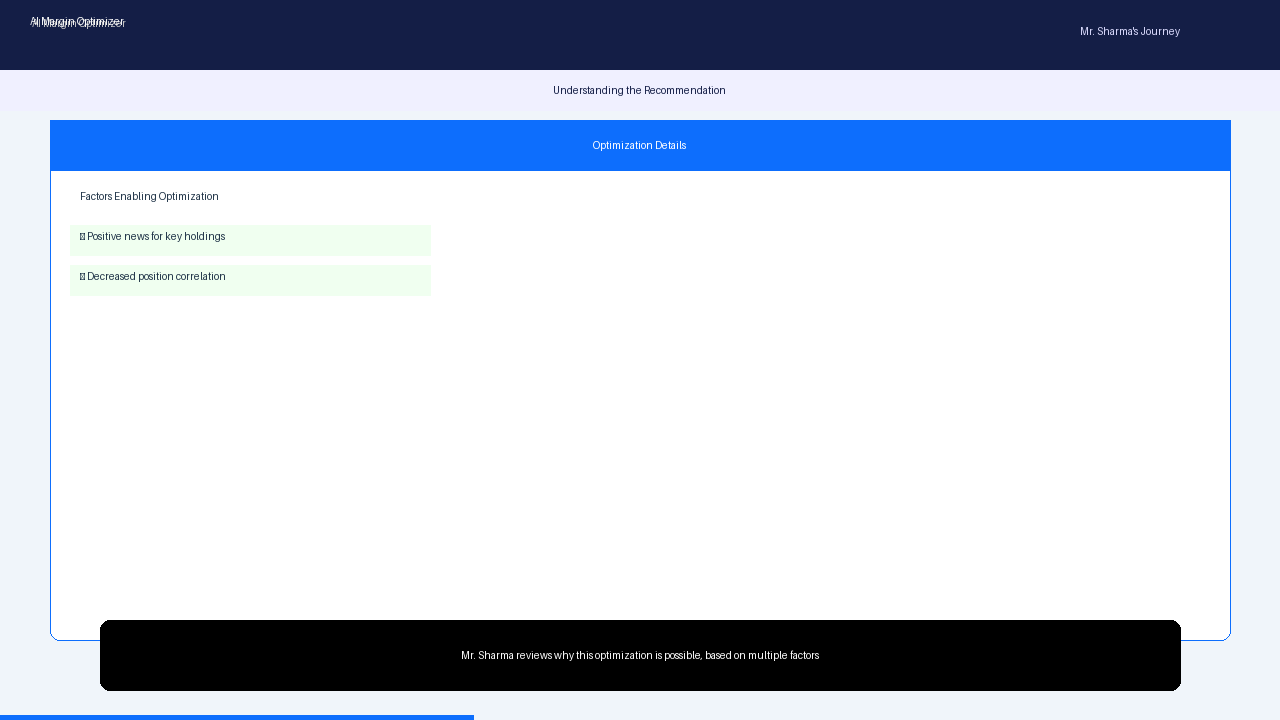 AI Margin Optimizer
Mr. Sharma's Journey
Understanding the Recommendation
Optimization Details
Factors Enabling Optimization
Positive news for key holdings
Decreased position correlation
Mr. Sharma reviews why this optimization is possible, based on multiple factors